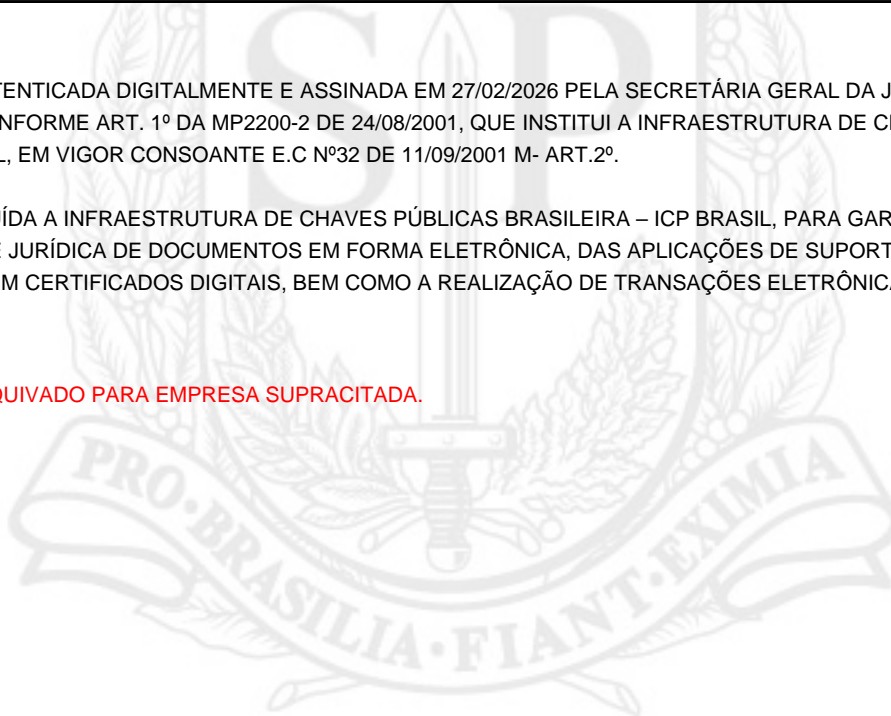 TENTICADA DIGITALMENTE E ASSINADA EM 27/02/2026 PELA SECRETÁRIA GERAL DA J
NFORME ART. 1º DA MP2200-2 DE 24/08/2001, QUE INSTITUI A INFRAESTRUTURA DE C
L, EM VIGOR CONSOANTE E.C Nº32 DE 11/09/2001 M- ART.2º.
UÍDA A INFRAESTRUTURA DE CHAVES PÚBLICAS BRASILEIRA – ICP BRASIL, PARA GAR
E JURÍDICA DE DOCUMENTOS EM FORMA ELETRÔNICA, DAS APLICAÇÕES DE SUPORT
M CERTIFICADOS DIGITAIS, BEM COMO A REALIZAÇÃO DE TRANSAÇÕES ELETRÔNICA
QUIVADO PARA EMPRESA SUPRACITADA.
SP
PRO·BRASILIA·FIANT·EXIMIA